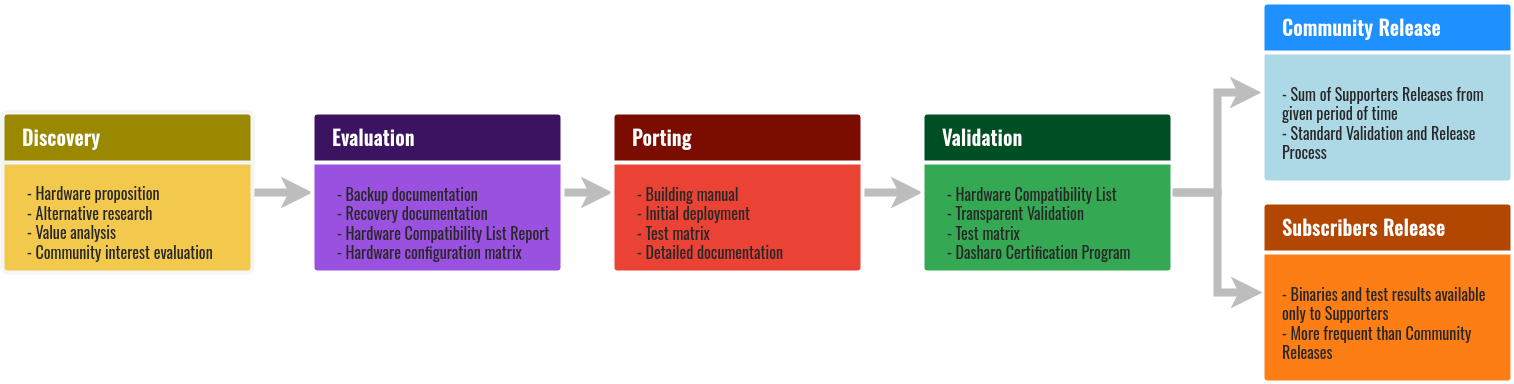 Discovery
- Hardware proposition
- Alternative research
- Value analysis
- Community interest evaluation
Evaluation
- Backup documentation
- Recovery documentation
- Hardware Compatibility List Report
- Hardware configuration matrix
Porting
- Building manual
- Initial deployment
- Test matrix
- Detailed documentation
Validation
- Hardware Compatibility List
- Transparent Validation
- Test matrix
- Dasharo Certification Program
Community Release
- Sum of Supporters Releases from
given period of time
- Standard Validation and Release
Process
Subscribers Release
- Binaries and test results available
only to Supporters
- More frequent than Community
Releases